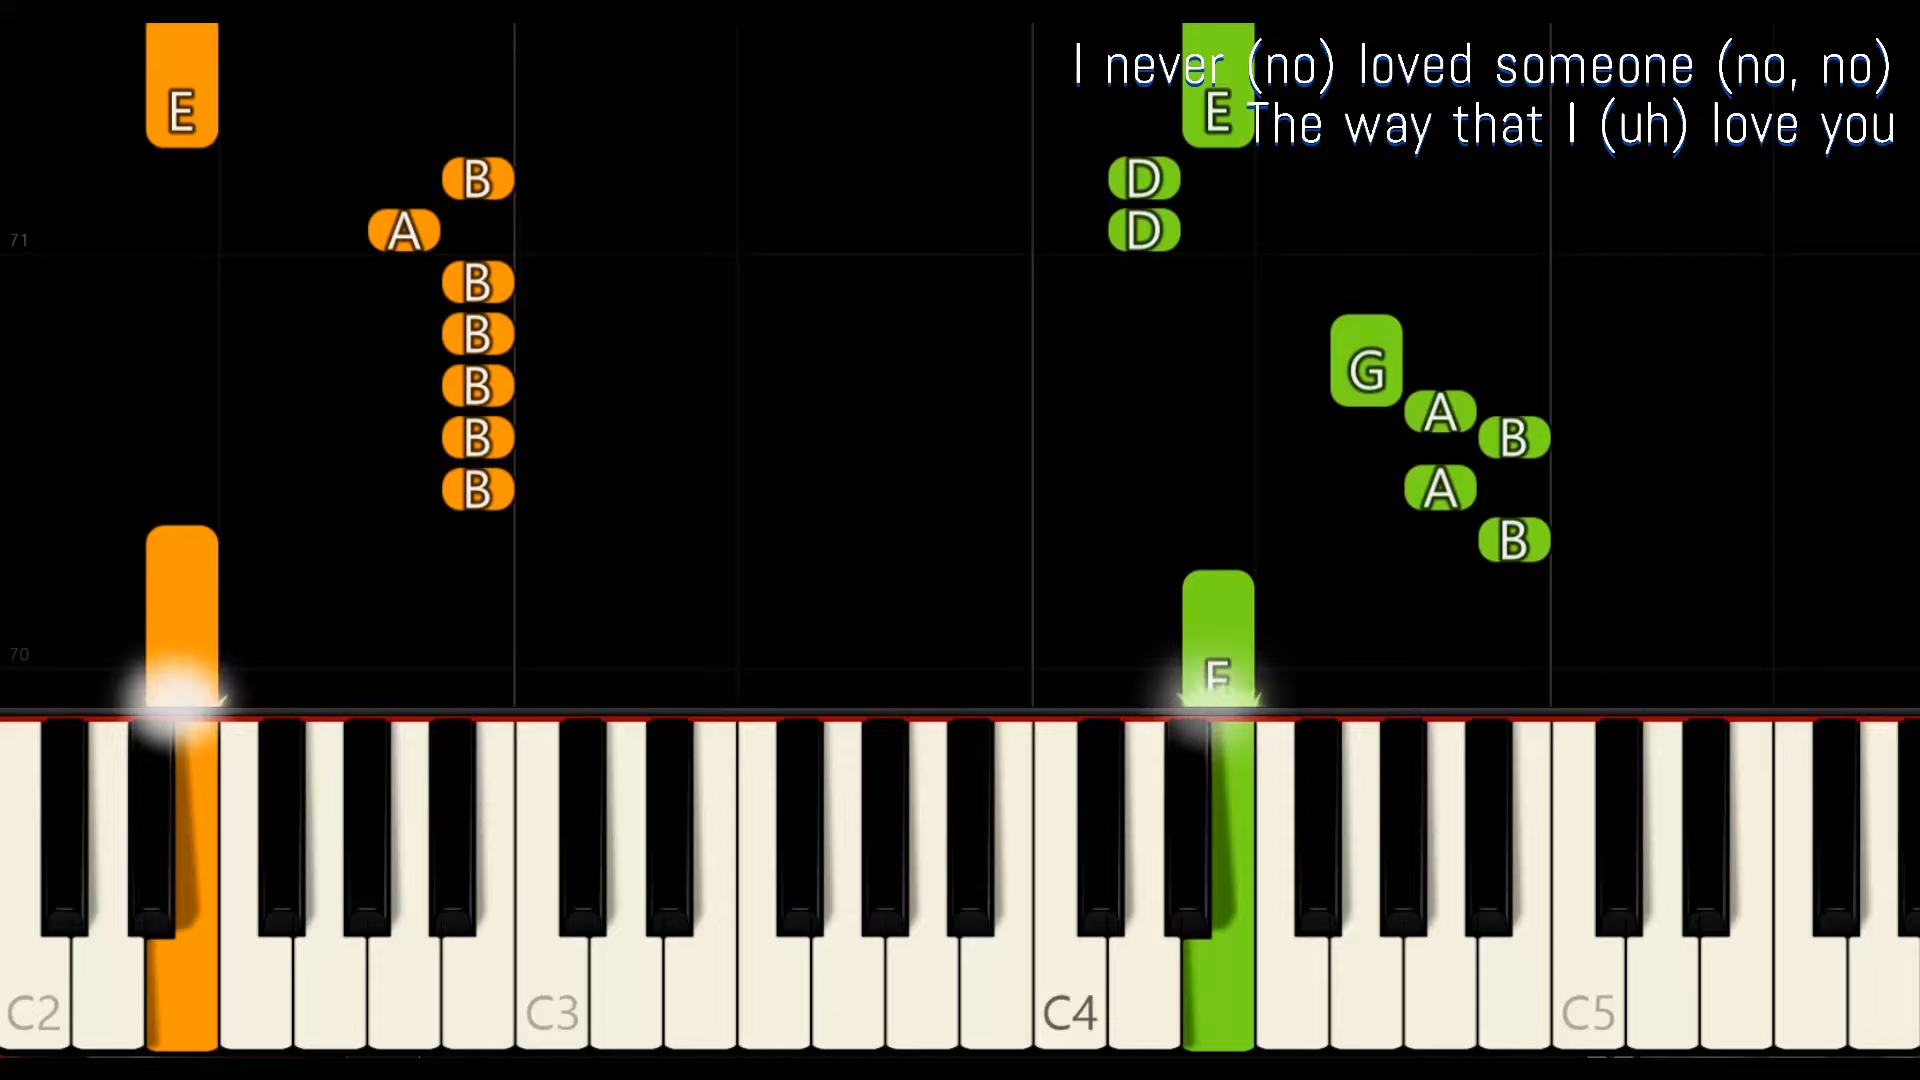 I never (no) loved someone (no, no)
The way that I (uh) love you
E
E
B
D
A
D
71
B
B
G
B
A
B
B
B
A
B
70
E
C2
C3
C4
C5